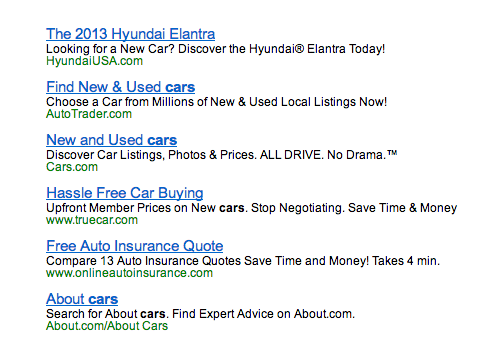 The 2013 Hyundai Elantra
Looking for a New Car? Discover the Hyundai® Elantra Today!
HyundaiUSA.com
Find New & Used cars
Choose a Car from Millions of New & Used Local Listings Now!
AutoTrader.com
New and Used cars
Discover Car Listings, Photos & Prices. ALL DRIVE. No Drama.™
Cars.com
Hassle Free Car Buying
Upfront Member Prices on New cars. Stop Negotiating. Save Time & Money
www.truecar.com
Free Auto Insurance Quote
Compare 13 Auto Insurance Quotes Save Time and Money! Takes 4 min.
www.onlineautoinsurance.com
About cars
Search for About cars. Find Expert Advice on About.com.
About.com/About Cars